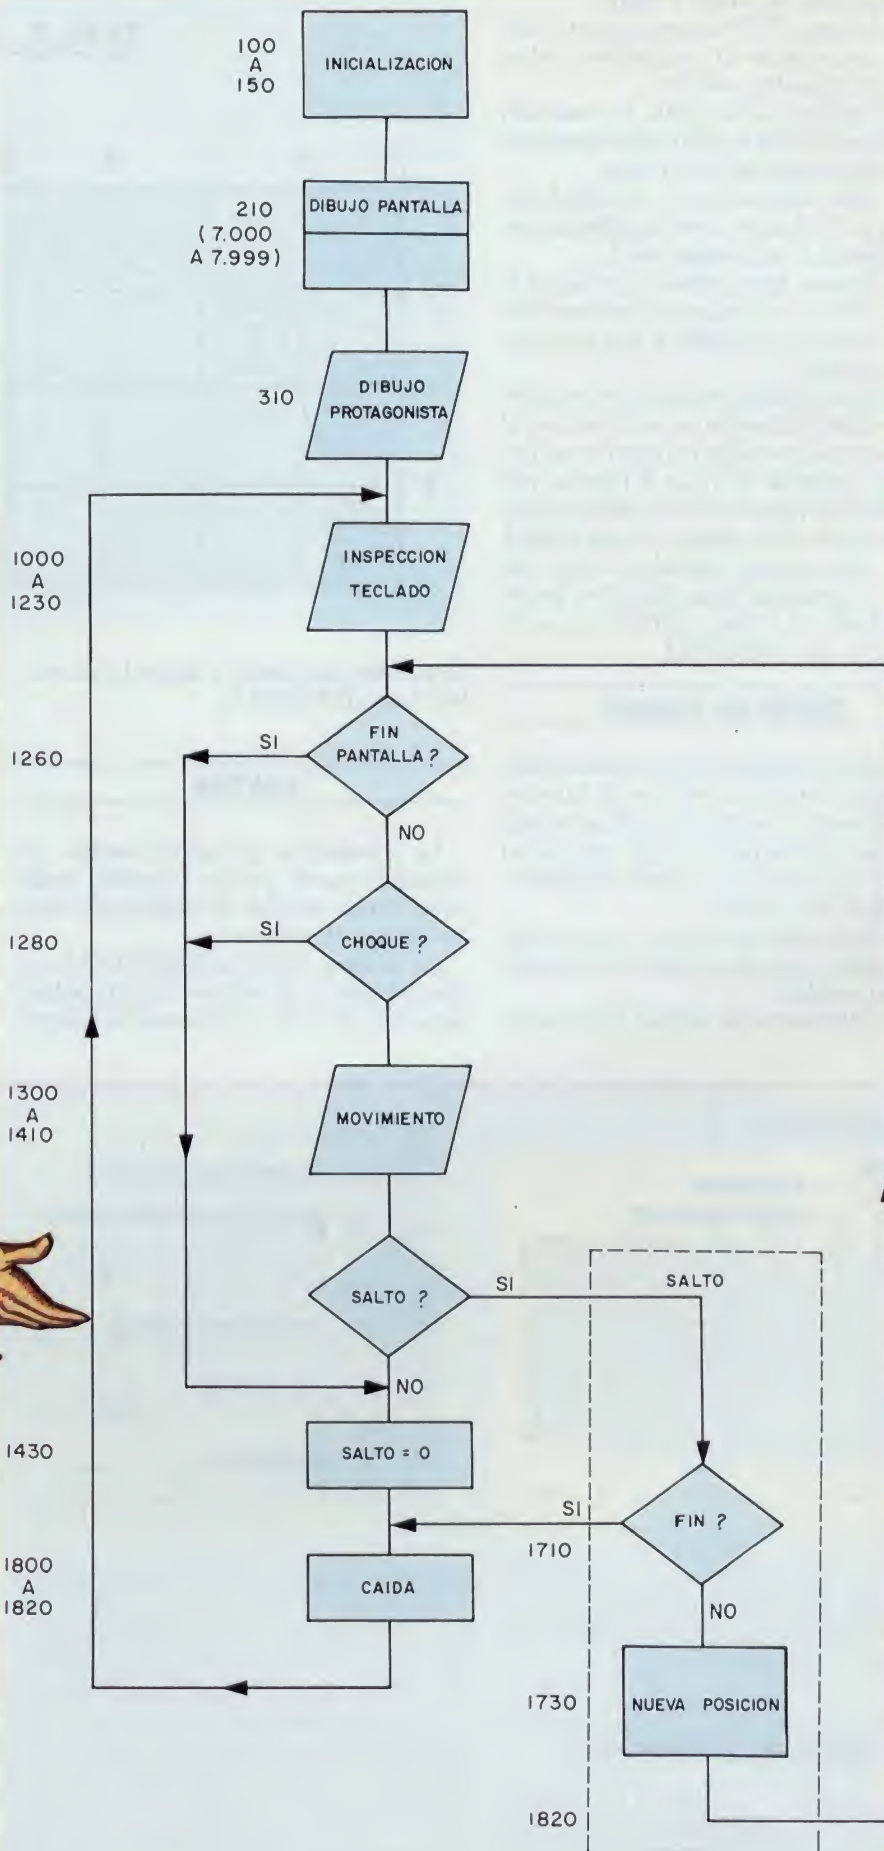 100
A
150
INICIALIZACION
210
(7.000
A 7.999)
DIBUJO PANTALLA
310
DIBUJO
PROTAGONISTA
1000
A
1230
INSPECCION
TECLADO
1260
SI
FIN
PANTALLA ?
NO
1280
SI
CHOQUE ?
1300
A
1410
MOVIMIENTO
SALTO ?
SI
SALTO
NO
1430
SALTO = 0
SI
FIN ?
1710
1800
A
1820
CAIDA
NO
1730
NUEVA POSICION
1820